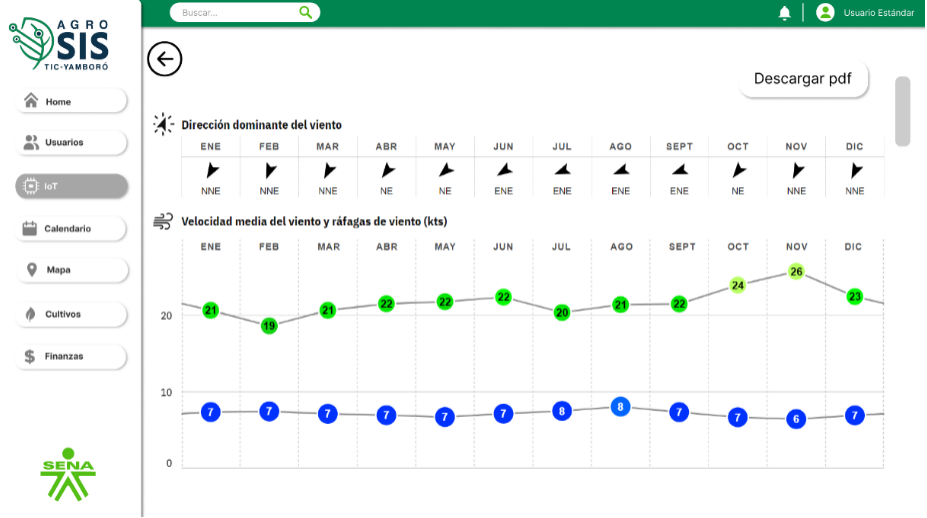 AGRO
SIS
TIC-YAMBORÓ
Buscar...
Usuario Estándar
Home
Usuarios
IoT
Calendario
Mapa
Cultivos
Finanzas
SENA
Descargar pdf
Dirección dominante del viento
ENE FEB MAR ABR MAY JUN JUL AGO SEPT OCT NOV DIC
NNE NNE NNE NE NE ENE ENE ENE ENE NE NNE NNE
Velocidad media del viento y ráfagas de viento (kts)
ENE FEB MAR ABR MAY JUN JUL AGO SEPT OCT NOV DIC
21 19 21 22 22 22 20 21 22 24 26 23
20
10
7 7 7 7 7 7 8 8 7 7 6 7
0